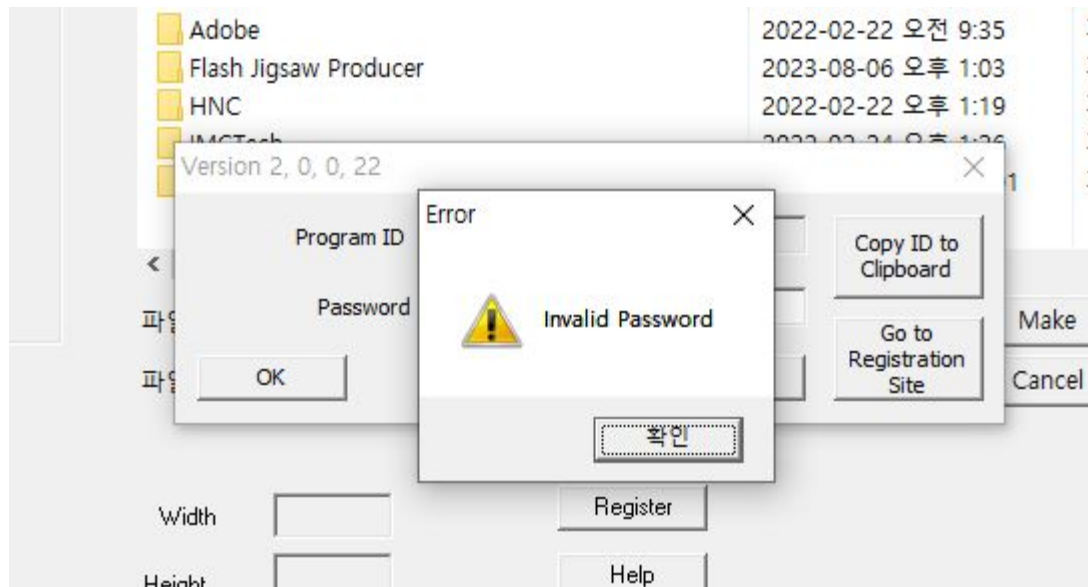 Adobe 2022-02-22 오전 9:35
Flash Jigsaw Producer 2023-08-06 오후 1:03
HNC 2022-02-22 오후 1:19
Version 2, 0, 0, 22
Error
Program ID
Copy ID to
Clipboard
Password
Invalid Password
Go to
Registration
Site
Make
OK
Cancel
확인
Width
Register
Height
Help